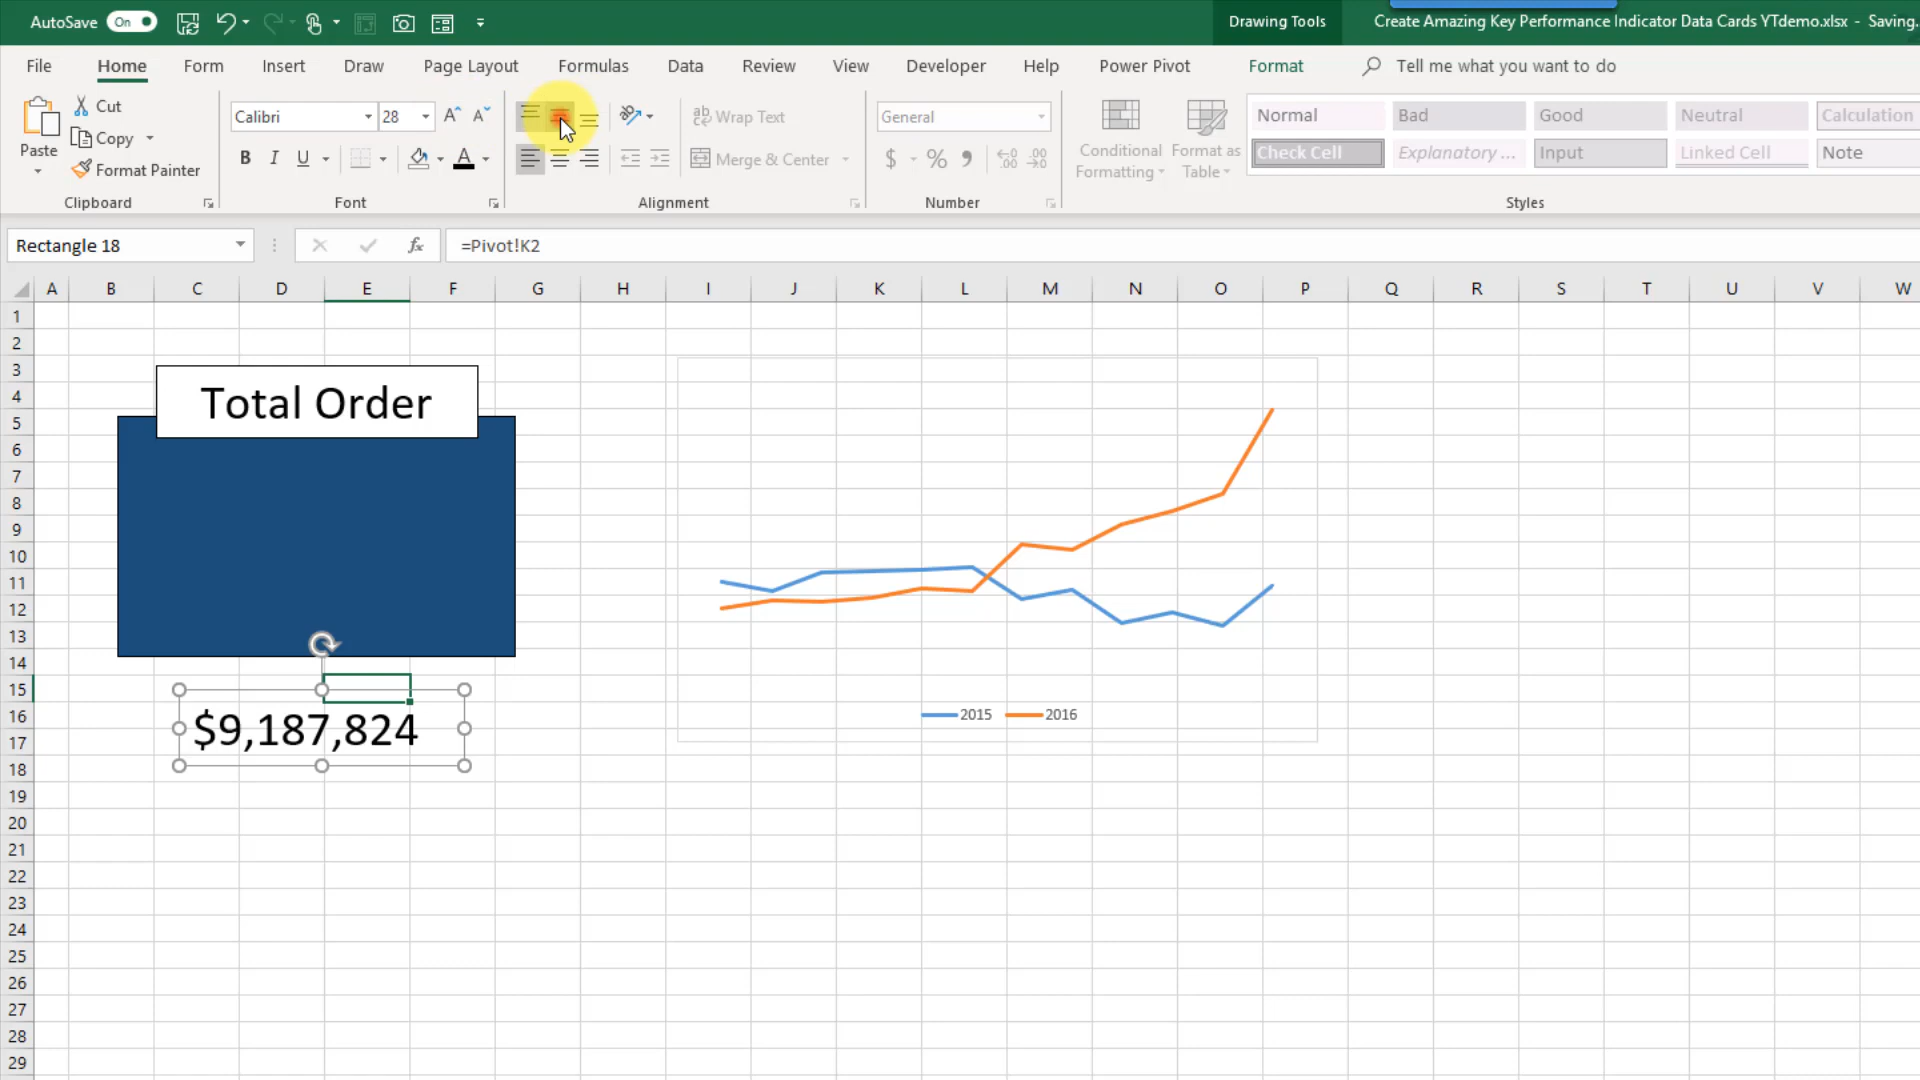 AutoSave On
Drawing Tools
Create Amazing Key Performance Indicator Data Cards YTdemo.xlsx - Saving.
File Home Form Insert Draw Page Layout Formulas Data Review View Developer Help Power Pivot Format Tell me what you want to do
Paste
Cut
Copy
Format Painter
Clipboard
Calibri 28
B I U A
Font
ab Wrap Text
Merge & Center
Alignment
General
$ % 9
Number
Conditional Formatting
Format as Table
Normal Bad Good Neutral Calculation
Check Cell Explanatory ... Input Linked Cell Note
Styles
Rectangle 18
fx =Pivot!K2
A B C D E F G H I J K L M N O P Q R S T U V W
1
2
3
4
5
6
7
8
9
10
11
12
13
14
15
16
17
18
19
20
21
22
23
24
25
26
27
28
29
Total Order
$9,187,824
2015 2016